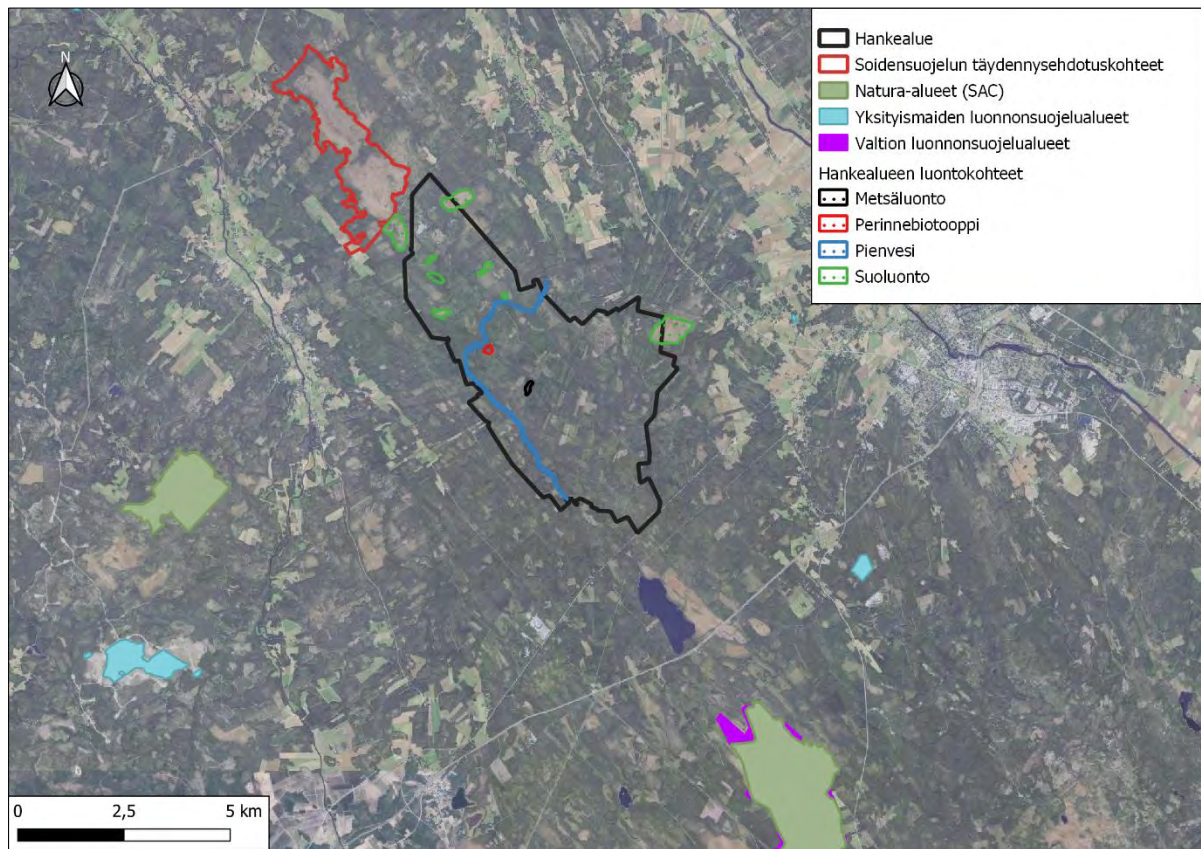 N
Hankealue
Soidensuojelun täydennysehdotuskohteet
Natura-alueet (SAC)
Yksityismaiden luonnonsuojelualueet
Valtion luonnonsuojelualueet
Hankealueen luontokohteet
Metsäluonto
Perinnebiotooppi
Pienvesi
Suoluonto
0 2,5 5 km